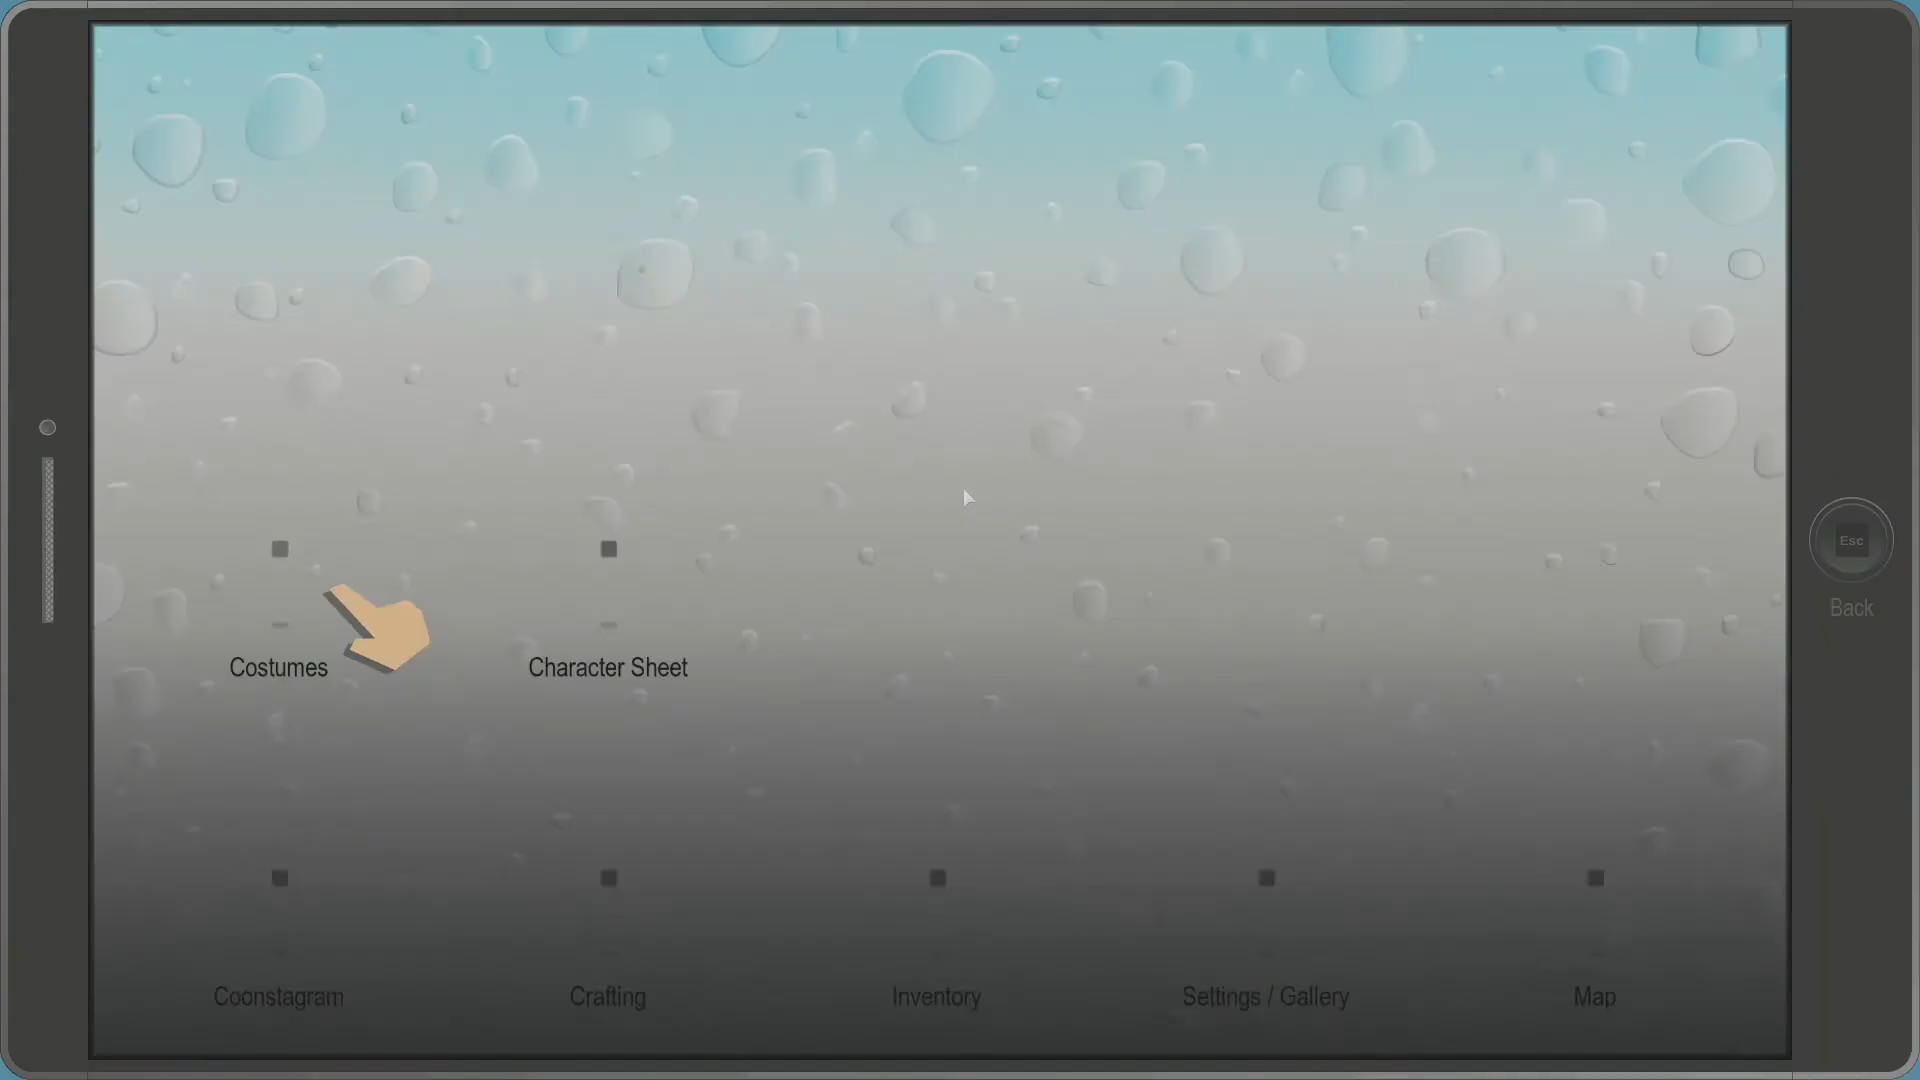 Esc
Back
Costumes
Character Sheet
Coonstagram
Crafting
Inventory
Settings / Gallery
Map